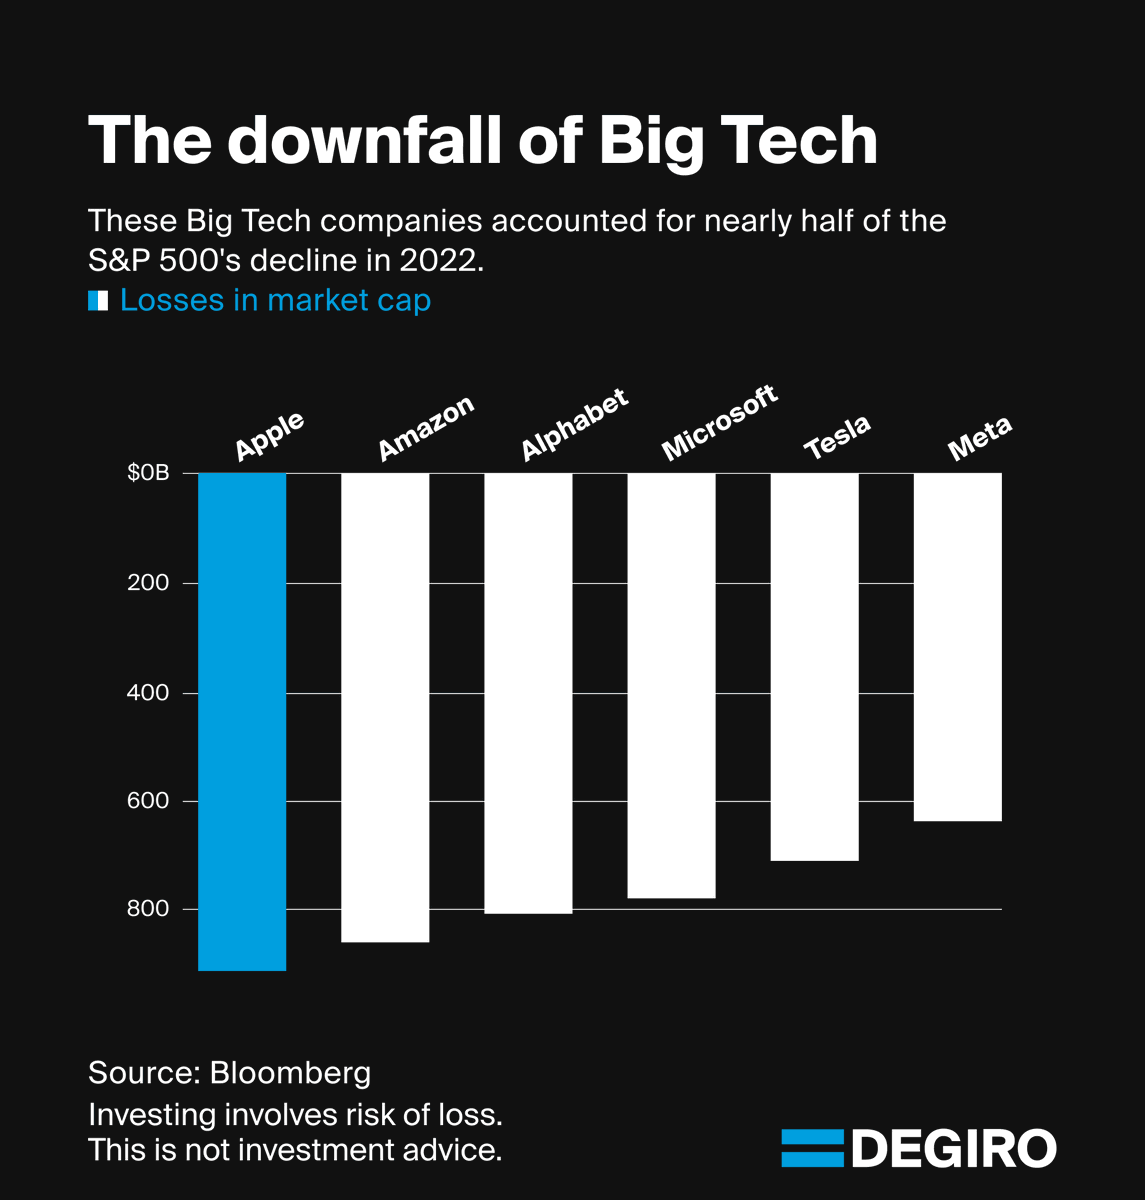 The downfall of Big Tech
These Big Tech companies accounted for nearly half of the
S&P 500's decline in 2022.
Losses in market cap
Apple
Amazon
Alphabet
Microsoft
Tesla
Meta
$0B
200
400
600
800
Source: Bloomberg
Investing involves risk of loss.
This is not investment advice.
DEGIRO